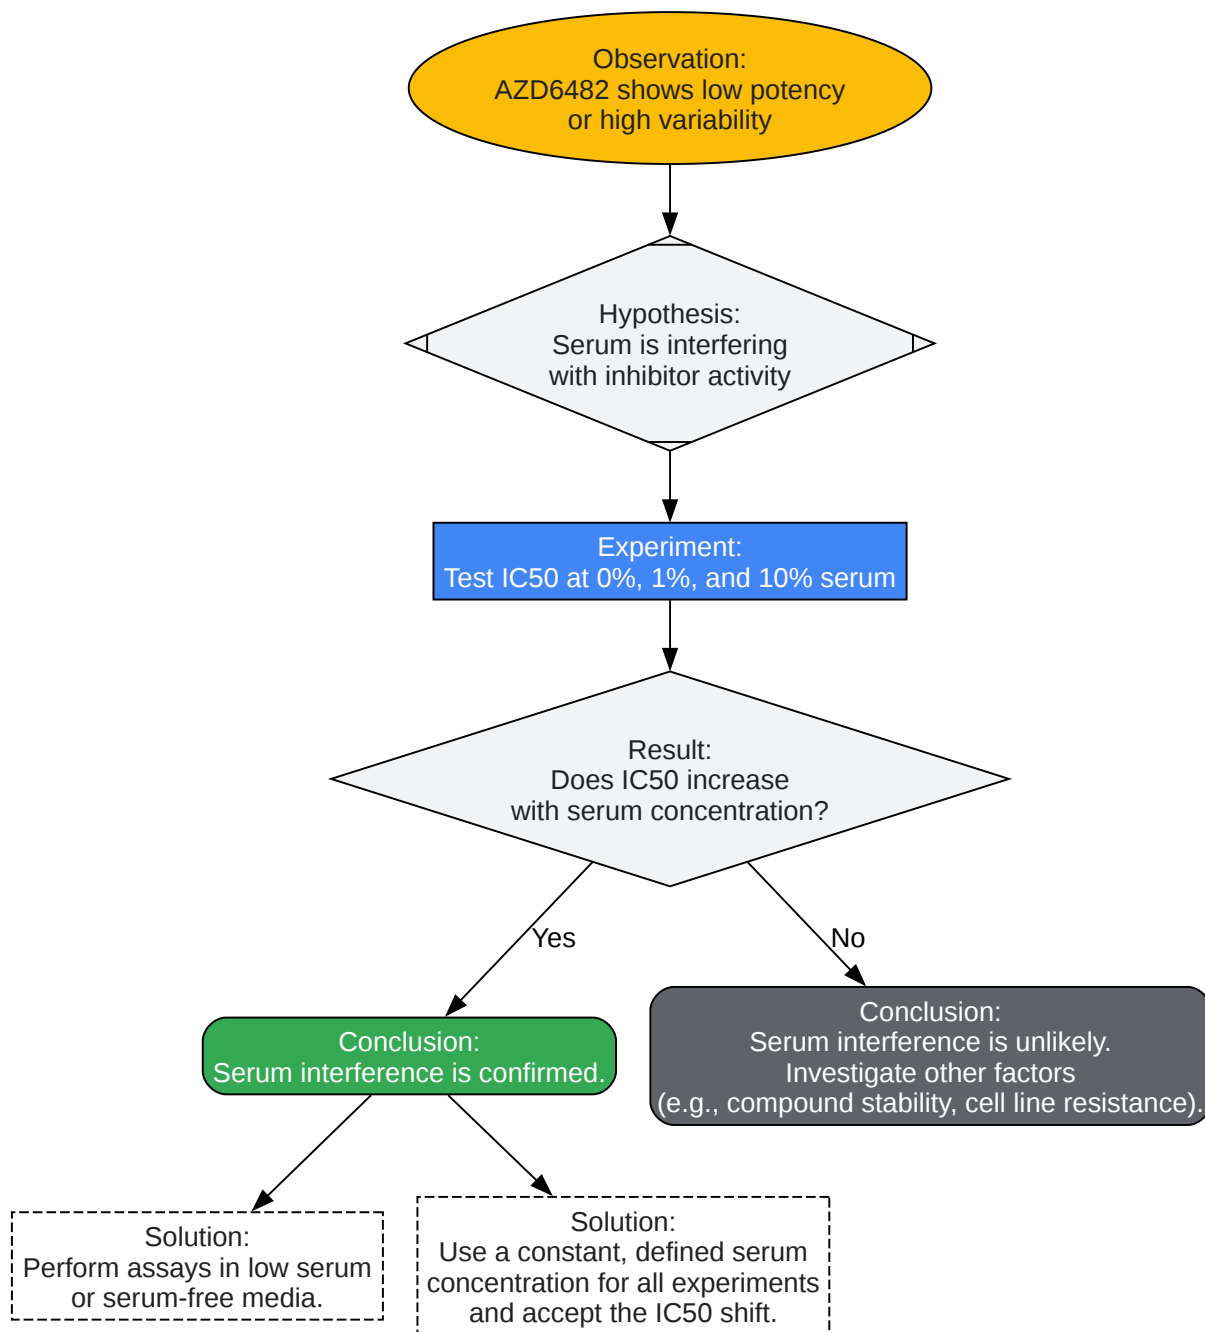 Observation:
AZD6482 shows low potency
or high variability
Hypothesis:
Serum is interfering
with inhibitor activity
Experiment:
Test IC50 at 0%, 1%, and 10% serum
Result:
Does IC50 increase
with serum concentration?
Yes
No
Conclusion:
Serum interference is confirmed.
Conclusion:
Serum interference is unlikely.
Investigate other factors
(e.g., compound stability, cell line resistance).
Solution:
Perform assays in low serum
or serum-free media.
Solution:
Use a constant, defined serum
concentration for all experiments
and accept the IC50 shift.